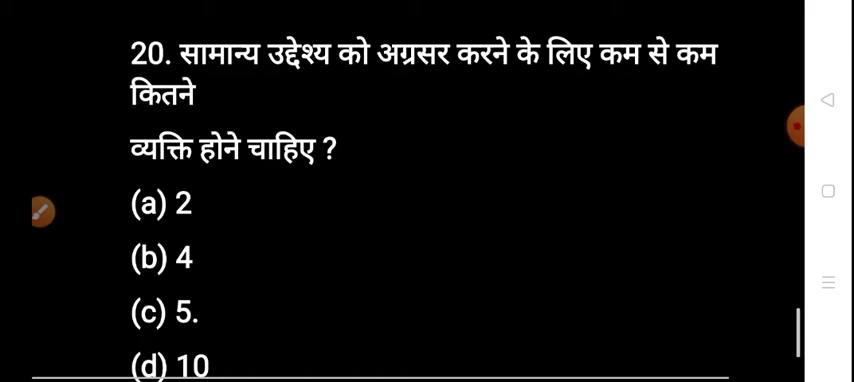 20. सामान्य उद्देश्य को अग्रसर करने के लिए कम से कम
कितने
व्यक्ति होने चाहिए ?
(a) 2
(b) 4
(c) 5.
(d) 10